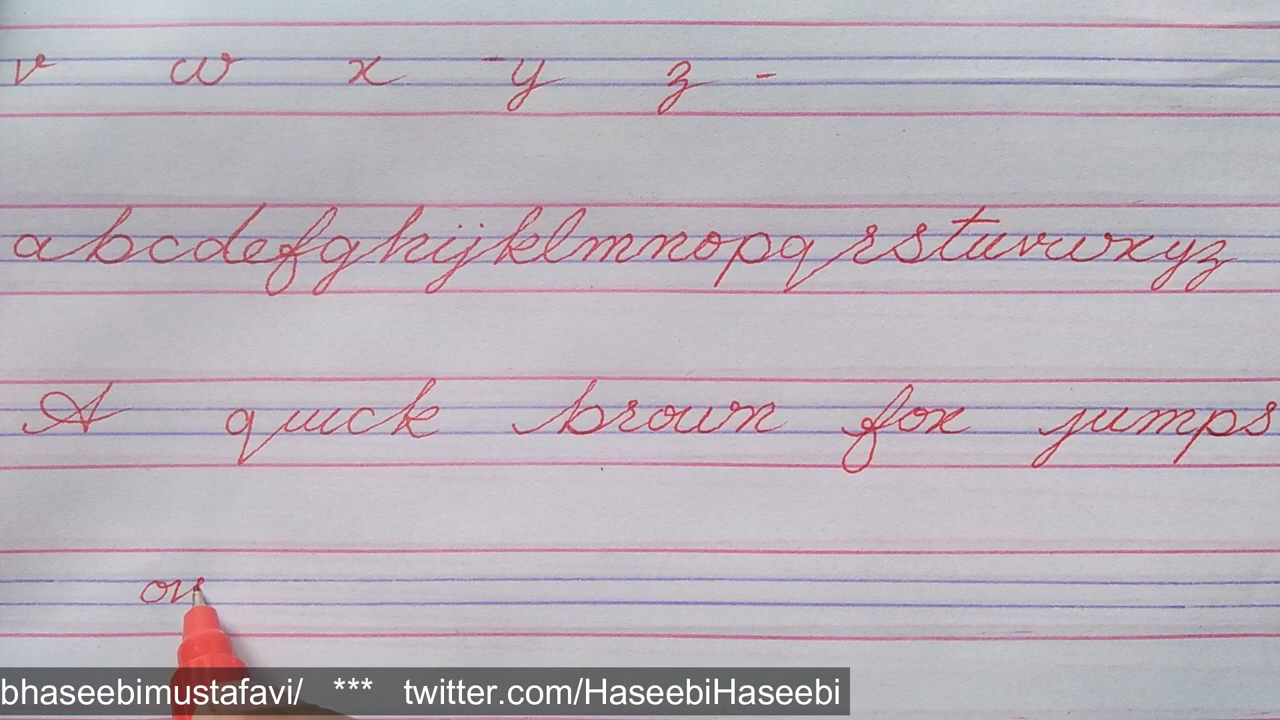 v w x y z -
abcdefghijklmnopqrstuvwxyz
A quick brown fox jumps
ov
bhaseebimustafavi/ *** twitter.com/HaseebiHaseebi